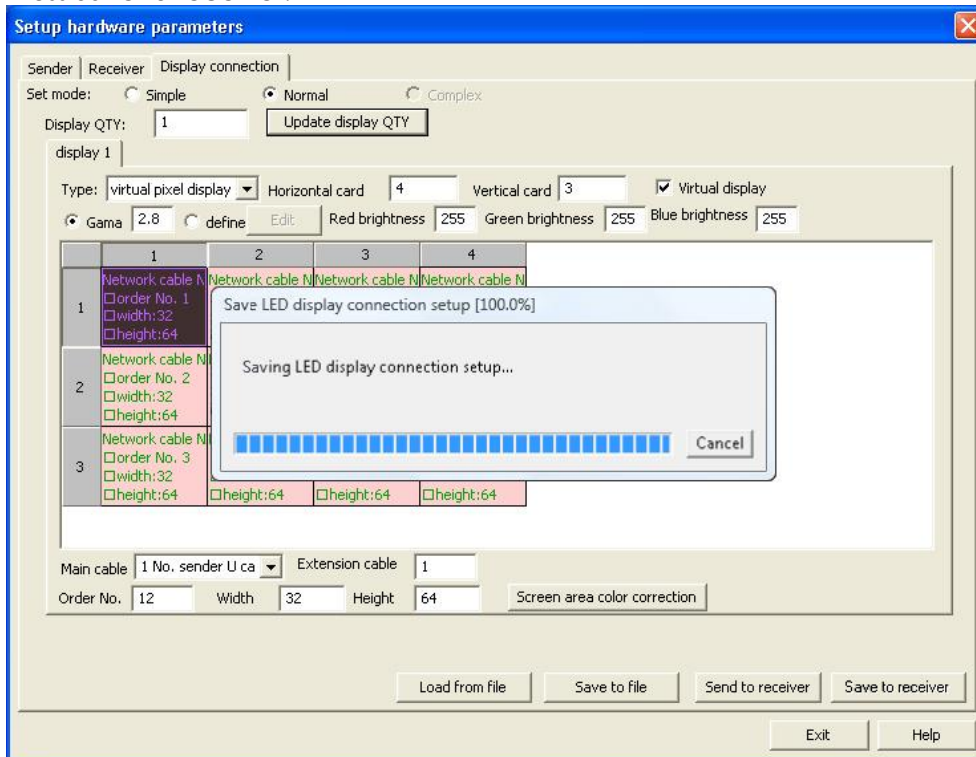 Setup hardware parameters
Sender Receiver Display connection
Set mode: Simple Normal Complex
Display QTY: 1 Update display QTY
display 1
Type: virtual pixel display Horizontal card 4 Vertical card 3 Virtual display
Gama 2.8 define Edit Red brightness 255 Green brightness 255 Blue brightness 255
1 2 3 4
Network cable N Network cable N Network cable N Network cable N
1
order No. 1
width:32
height:64
Save LED display connection setup [100.0%]
Saving LED display connection setup...
Cancel
Network cable N
2
order No. 2
width:32
height:64
Network cable N
3
order No. 3
width:32
height:64 height:64 height:64 height:64
Main cable 1 No. sender U ca Extension cable 1
Order No. 12 Width 32 Height 64 Screen area color correction
Load from file Save to file Send to receiver Save to receiver
Exit Help